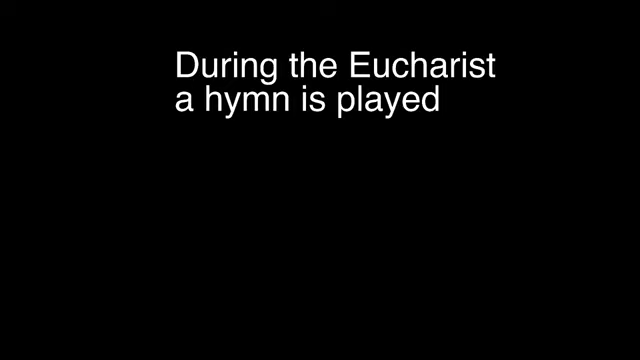 During the Eucharist
a hymn is played